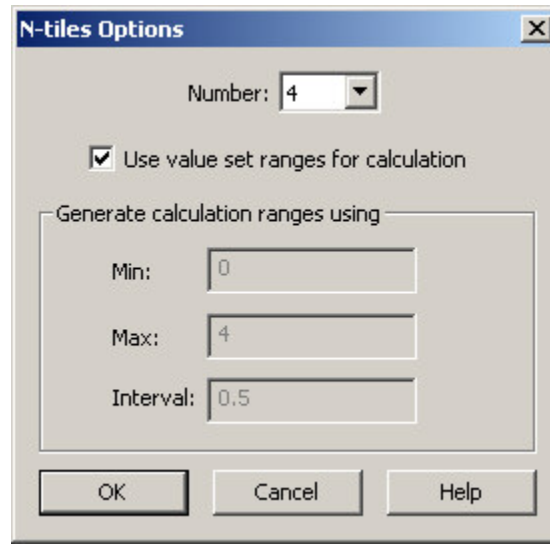 N-tiles Options
Number: 4
Use value set ranges for calculation
Generate calculation ranges using
Min: 0
Max: 4
Interval: 0.5
OK Cancel Help